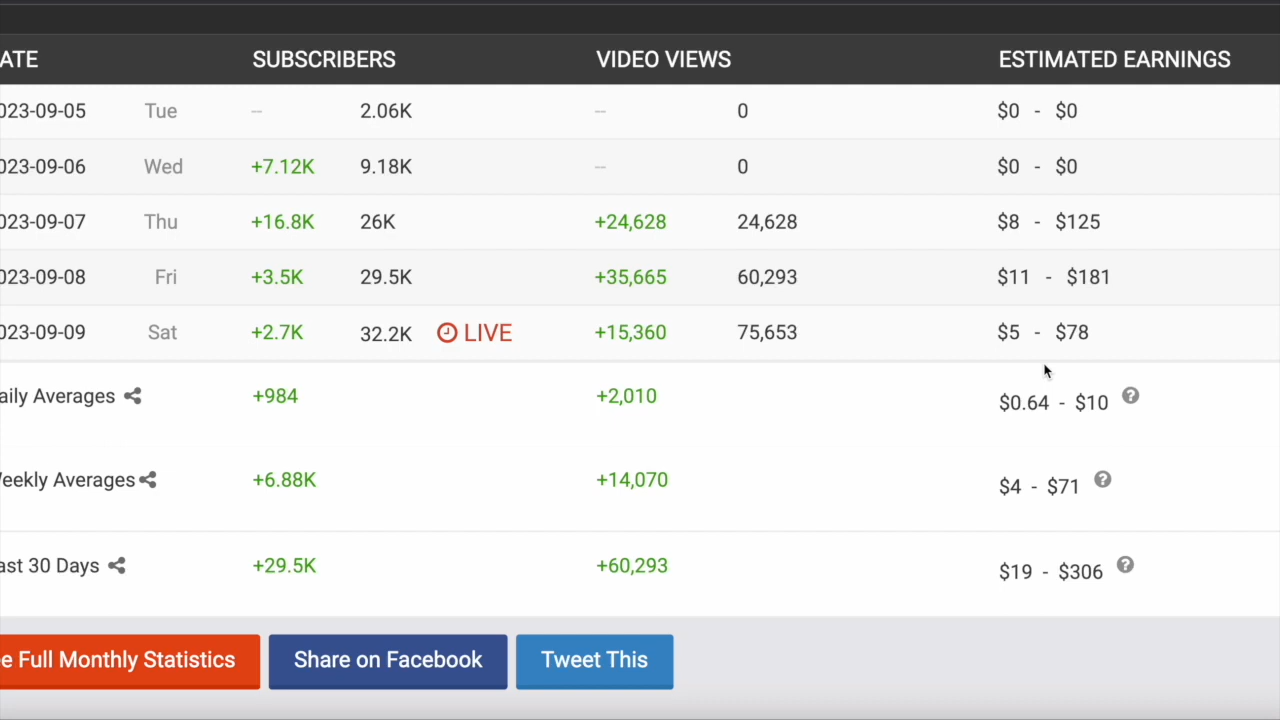 ATE SUBSCRIBERS VIDEO VIEWS ESTIMATED EARNINGS
023-09-05 Tue -- 2.06K -- 0 $0 - $0
023-09-06 Wed +7.12K 9.18K -- 0 $0 - $0
023-09-07 Thu +16.8K 26K +24,628 24,628 $8 - $125
023-09-08 Fri +3.5K 29.5K +35,665 60,293 $11 - $181
023-09-09 Sat +2.7K 32.2K LIVE +15,360 75,653 $5 - $78
aily Averages +984 +2,010 $0.64 - $10 ?
eekly Averages +6.88K +14,070 $4 - $71 ?
ast 30 Days +29.5K +60,293 $19 - $306 ?
e Full Monthly Statistics Share on Facebook Tweet This